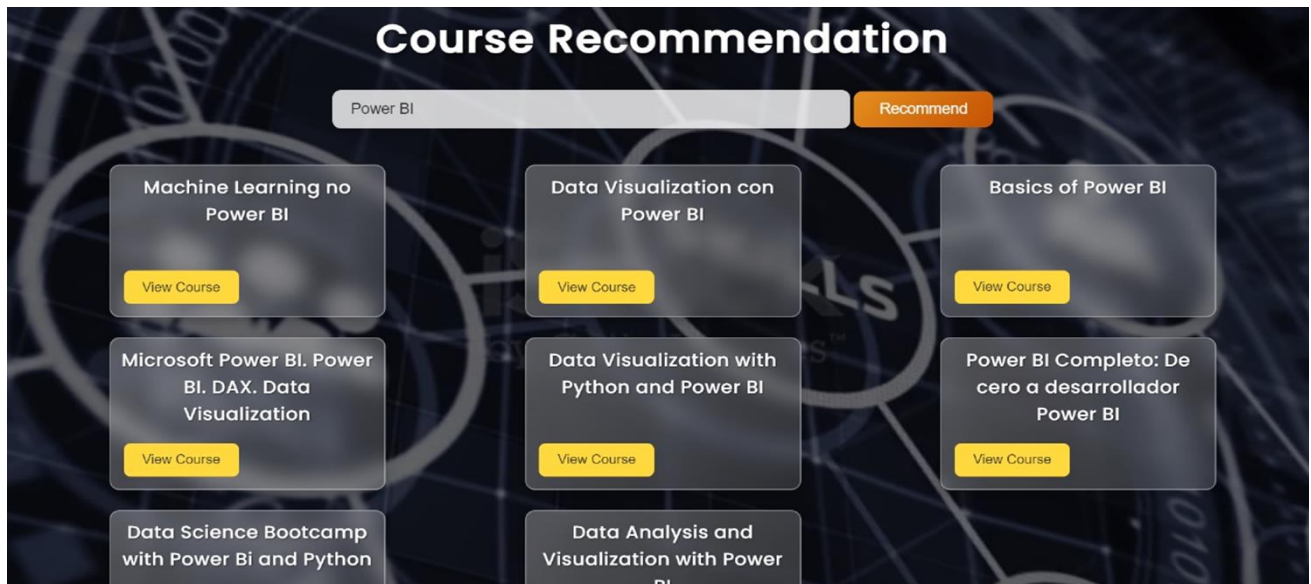 Course Recommendation
Power BI
Recommend
Machine Learning no
Power BI
View Course
Data Visualization con
Power BI
View Course
Basics of Power BI
View Course
Microsoft Power BI. Power
BI. DAX. Data
Visualization
View Course
Data Visualization with
Python and Power BI
View Course
Power BI Completo: De
cero a desarrollador
Power BI
View Course
Data Science Bootcamp
with Power Bi and Python
Data Analysis and
Visualization with Power
BI